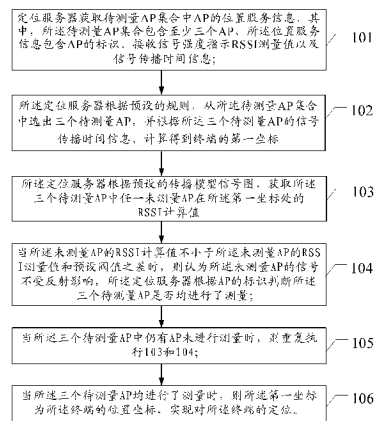 定位服务器获取待测量AP集合中AP的位置服务信息，其
中，所述待测量AP集合包含至少三个AP、所述位置服务
信息包含AP的标识、接收信号强度指示RSSI测量值以及
信号传播时间信息；
101
所述定位服务器根据预设的规则，从所述待测量AP集合
中选出三个待测量AP，并根据所述三个待测量AP的信号
传播时间信息，计算得到终端的第一坐标
102
所述定位服务器根据预设的传播模型信号图，获取所述
三个待测量AP中任一未测量AP在所述第一坐标处的
RSSI计算值
103
当所述未测量AP的RSSI计算值不小于所述未测量AP的RSS
I测量值和预设阀值之差时，则认为所述未测量AP的信号
不受反射影响，所述定位服务器根据AP的标识判断所述
三个待测量AP是否均进行了测量；
104
当所述三个待测量AP中仍有AP未进行测量时，则重复执
行103和104；
105
当所述三个待测量AP均进行了测量时，则所述第一坐标
为所述终端的位置坐标、实现对所述终端的定位。
106